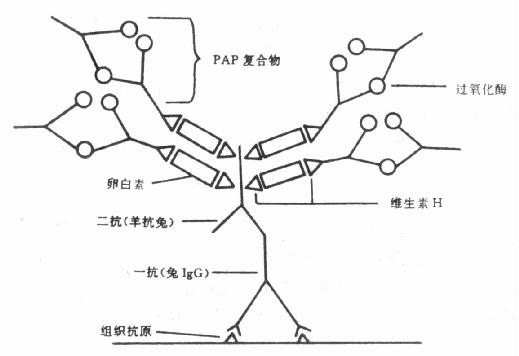 PAP 复合物
过氧化酶
卵白素
维生素 H
二抗(羊抗兔)
一抗(兔 IgG)
组织抗原